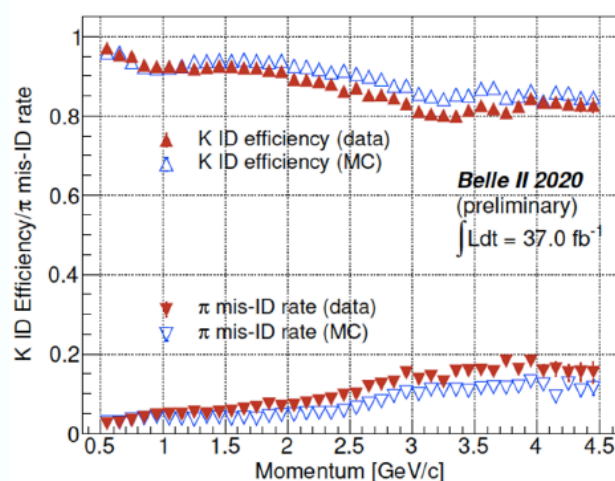 1
0.8
0.6
0.4
0.2
0
K ID Efficiency/π mis-ID rate
K ID efficiency (data)
K ID efficiency (MC)
Belle II 2020
(preliminary)
∫Ldt = 37.0 fb⁻¹
π mis-ID rate (data)
π mis-ID rate (MC)
0.5 1 1.5 2 2.5 3 3.5 4 4.5
Momentum [GeV/c]